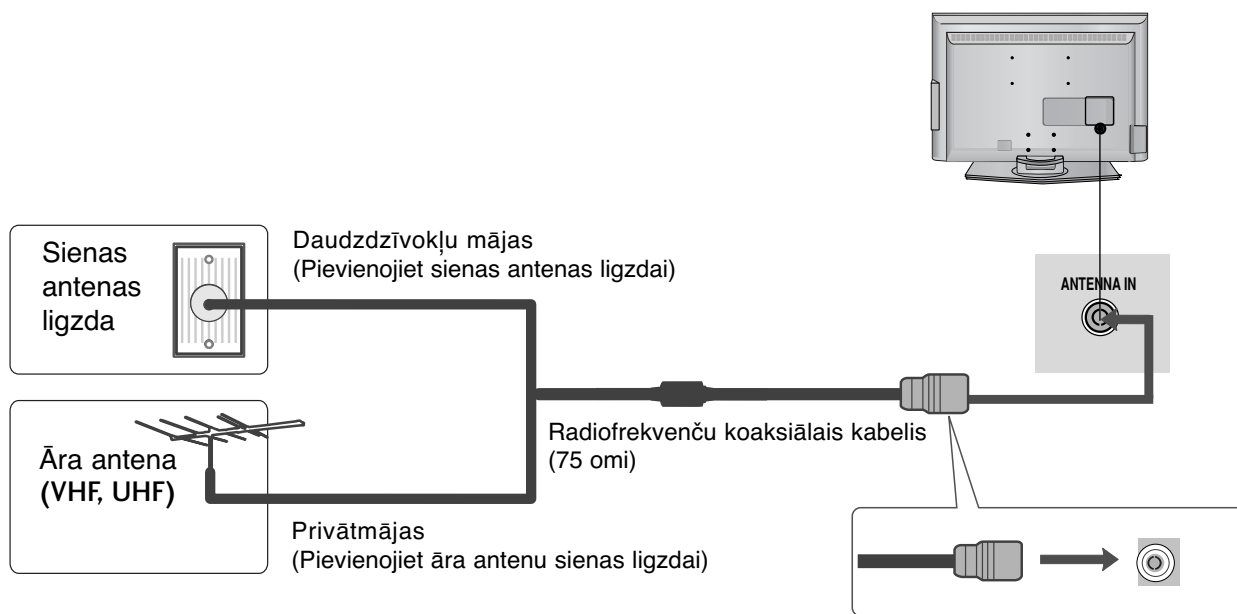 Sienas
antenas
ligzda
Daudzdzīvokļu mājas
(Pievienojiet sienas antenas ligzdai)
ANTENNA IN
Āra antena
(VHF, UHF)
Radiofrekvenču koaksiālais kabelis
(75 omi)
Privātmājas
(Pievienojiet āra antenu sienas ligzdai)